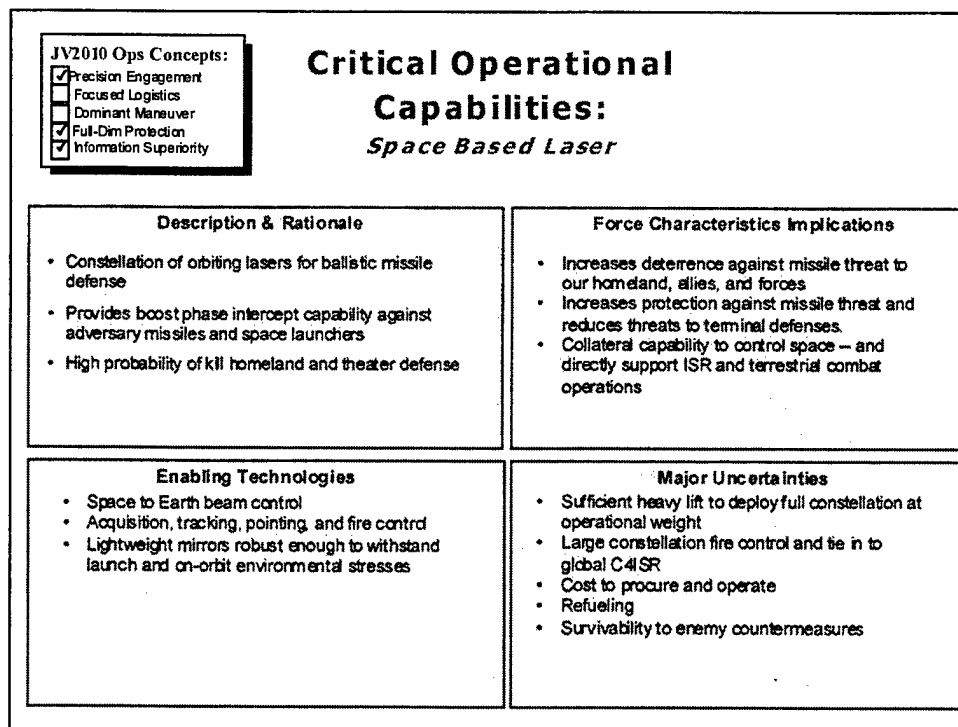 JV2010 Ops Concepts:
Precision Engagement
Focused Logistics
Dominant Maneuver
Full-Dim Protection
Information Superiority
Critical Operational
Capabilities:
Space Based Laser
Description & Rationale
• Constellation of orbiting lasers for ballistic missile
defense
• Provides boost phase intercept capability against
adversary missiles and space launchers
• High probability of kill homeland and theater defense
Force Characteristics Implications
• Increases deterrence against missile threat to
our homeland, allies, and forces
• Increases protection against missile threat and
reduces threats to terminal defenses.
• Collateral capability to control space – and
directly support ISR and terrestrial combat
operations
Enabling Technologies
• Space to Earth beam control
• Acquisition, tracking, pointing, and fire control
• Lightweight mirrors robust enough to withstand
launch and on-orbit environmental stresses
Major Uncertainties
• Sufficient heavy lift to deploy full constellation at
operational weight
• Large constellation fire control and tie in to
global C4ISR
• Cost to procure and operate
• Refueling
• Survivability to enemy countermeasures